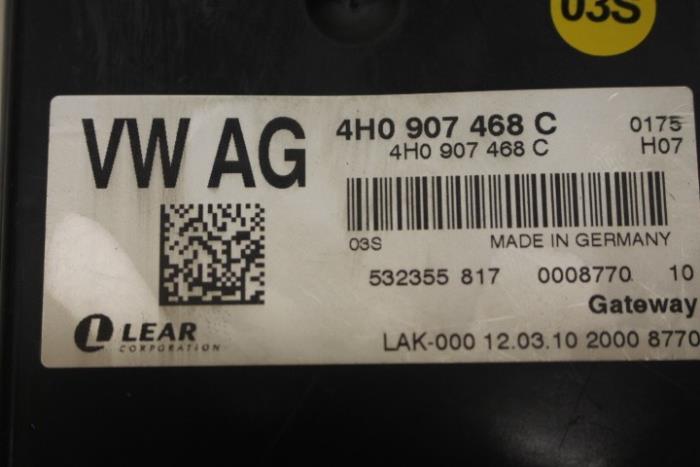 03S
VW AG
4H0 907 468 C 0175
4H0 907 468 C H07
03S MADE IN GERMANY
532355 817 0008770 10
Gateway
LEAR
CORPORATION
LAK-000 12.03.10 2000 8770